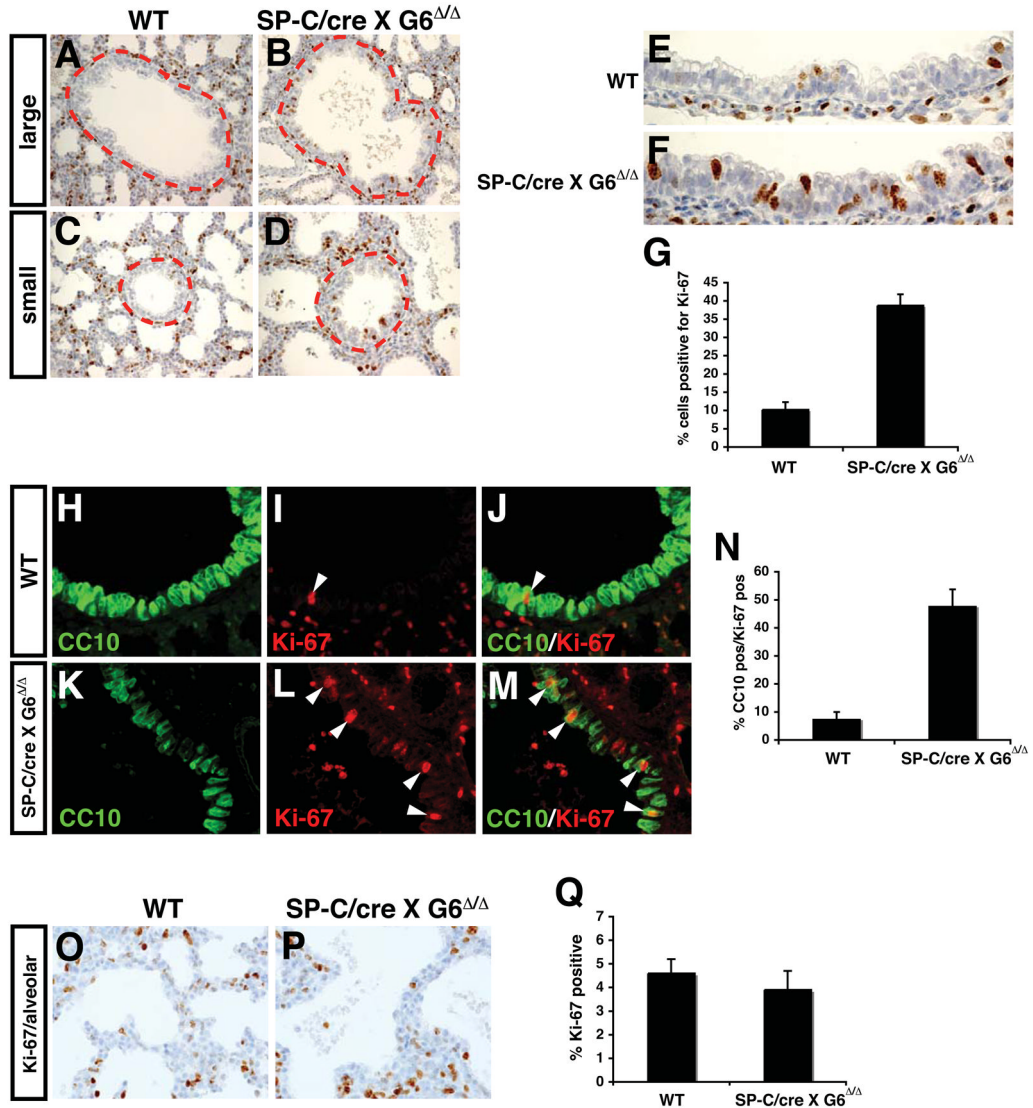 WT
SP-C/cre X G6Δ/Δ
large
A
B
small
C
D
E
WT
F
SP-C/cre X G6Δ/Δ
G
% cells positive for Ki-67
45
40
35
30
25
20
15
10
5
0
WT
SP-C/cre X G6Δ/Δ
WT
H
CC10
I
Ki-67
J
CC10/Ki-67
SP-C/cre X G6Δ/Δ
K
CC10
L
Ki-67
M
CC10/Ki-67
N
% CC10 pos/Ki-67 pos
60
50
40
30
20
10
0
WT
SP-C/cre X G6Δ/Δ
WT
SP-C/cre X G6Δ/Δ
Ki-67/alveolar
O
P
Q
% Ki-67 positive
7
6
5
4
3
2
1
0
WT
SP-C/cre X G6Δ/Δ